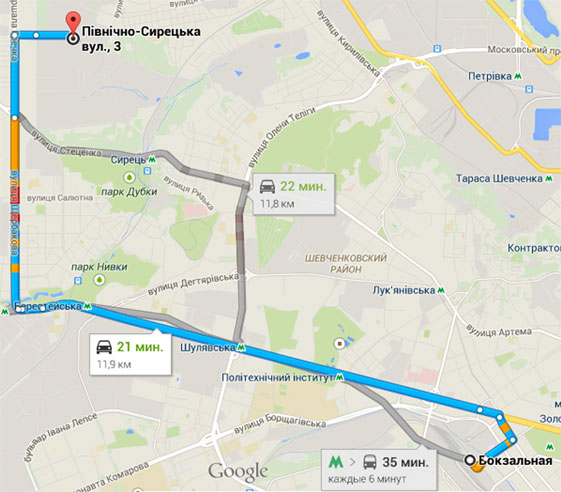 Північно-Сирецька
вул., 3
Московський
Петрівка
вулиця Кирилівська
вулиця Олени Теліги
вулиця Стеценка
Сирець
22 мин.
11,8 км
Тараса Шевченка
парк Дубки
вулиця Ризька
вулиця Салютна
Контракто
ШЕВЧЕНКОВСКИЙ
РАЙОН
парк Нивки
вулиця Дегтярівська
Лук'янівська
Берестейська
вулиця Артема
21 мин.
11,9 км
Шулявська
Політехнічний інститут
Золо
бульвар Івана Лепсе
вулиця Борщагівська
Вокзальная
35 мин.
каждые 6 минут
Google